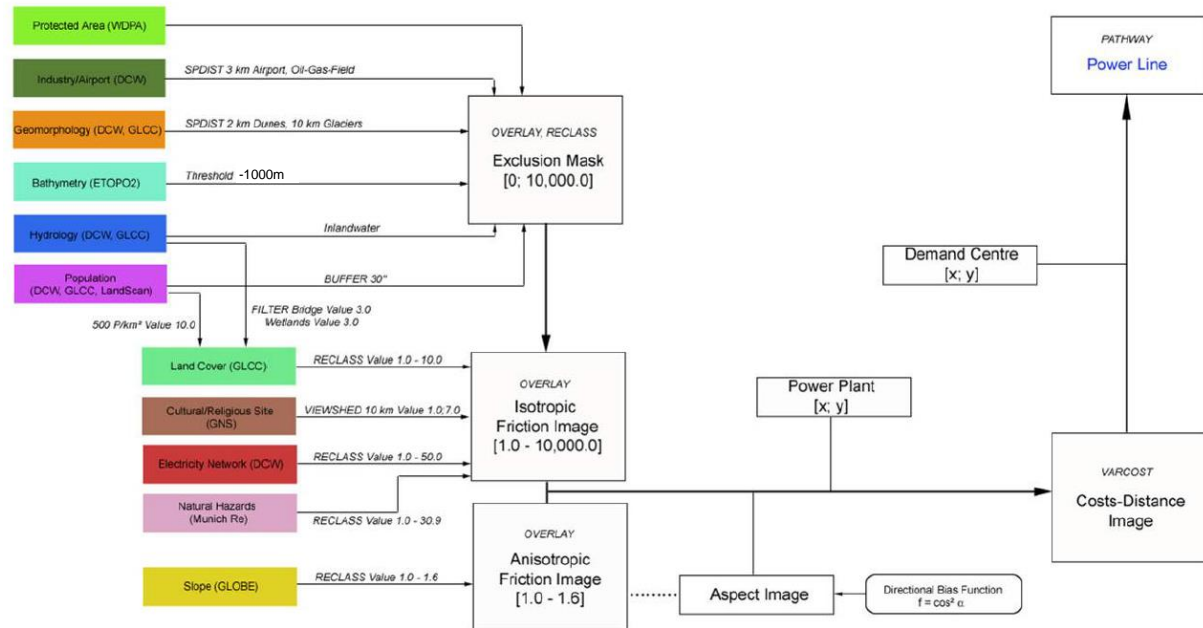 Protected Area (WDPA)
Industry/Airport (DCW)
SPDIST 3 km Airport, Oil-Gas-Field
Geomorphology (DCW, GLCC)
SPDIST 2 km Dunes, 10 km Glaciers
Bathymetry (ETOPO2)
Threshold -1000m
Hydrology (DCW, GLCC)
Inlandwater
Population
(DCW, GLCC, LandScan)
BUFFER 30"
500 P/km² Value 10.0
FILTER Bridge Value 3.0
Wetlands Value 3.0
OVERLAY, RECLASS
Exclusion Mask
[0; 10,000.0]
Land Cover (GLCC)
RECLASS Value 1.0 - 10.0
Cultural/Religious Site
(GNS)
VIEWSHED 10 km Value 1.0;7.0
Electricity Network (DCW)
RECLASS Value 1.0 - 50.0
Natural Hazards
(Munich Re)
RECLASS Value 1.0 - 30.9
OVERLAY
Isotropic
Friction Image
[1.0 - 10,000.0]
Slope (GLOBE)
RECLASS Value 1.0 - 1.6
OVERLAY
Anisotropic
Friction Image
[1.0 - 1.6]
Aspect Image
Directional Bias Function
f = cos² α
Power Plant
[x; y]
Demand Centre
[x; y]
PATHWAY
Power Line
VARCOST
Costs-Distance
Image